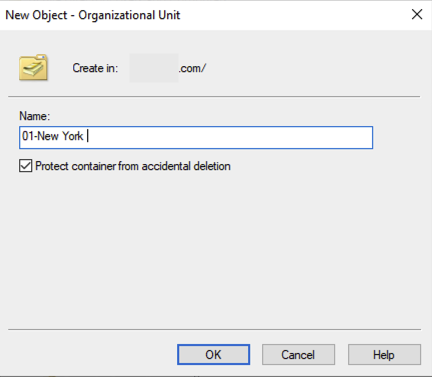 New Object - Organizational Unit
Create in: .com/
Name:
01-New York
Protect container from accidental deletion
OK Cancel Help